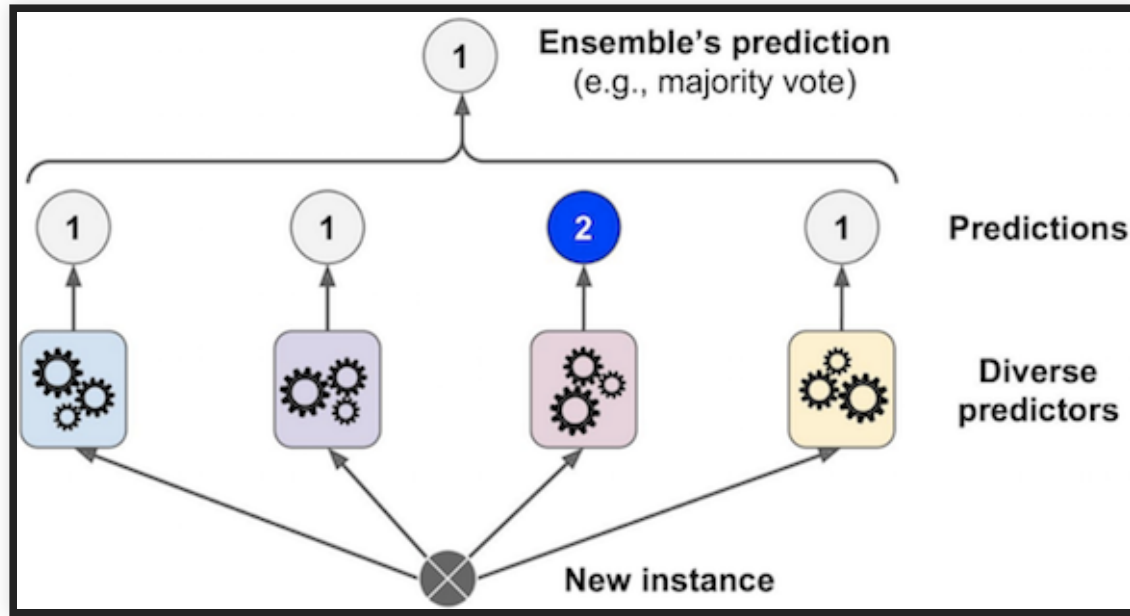 1
Ensemble's prediction
(e.g., majority vote)
1 1 2 1
Predictions
Diverse
predictors
New instance